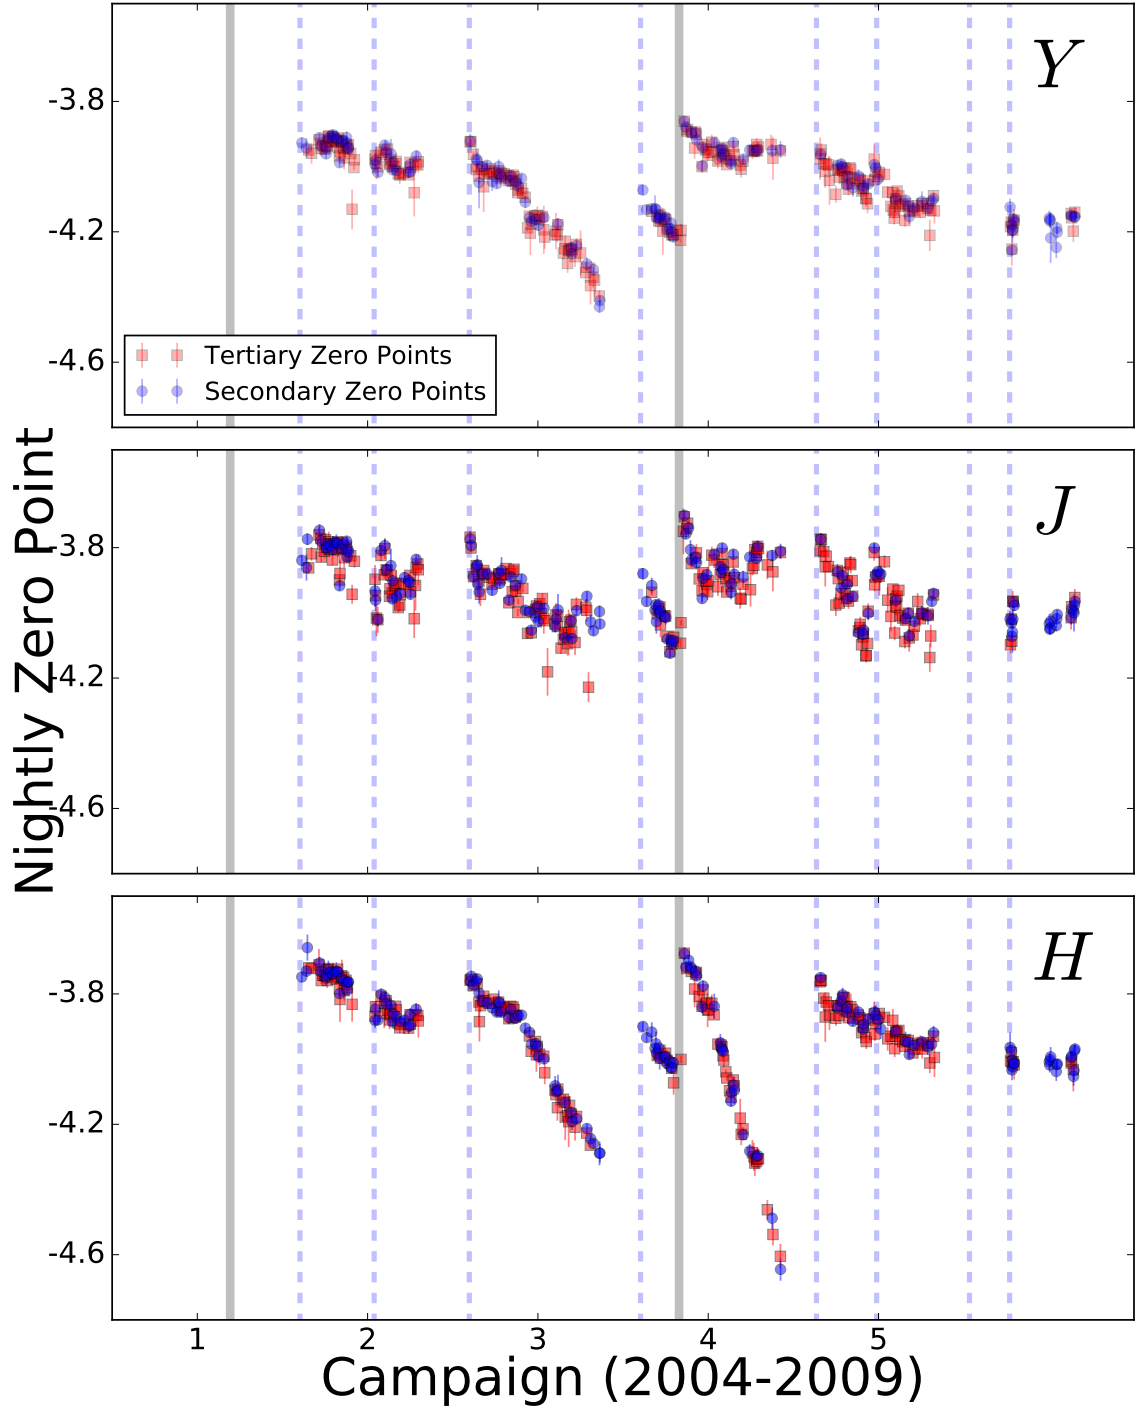 Y
-3.8
-4.2
-4.6
Tertiary Zero Points
Secondary Zero Points
Nightly Zero Point
J
-3.8
-4.2
-4.6
H
-3.8
-4.2
-4.6
1 2 3 4 5
Campaign (2004-2009)